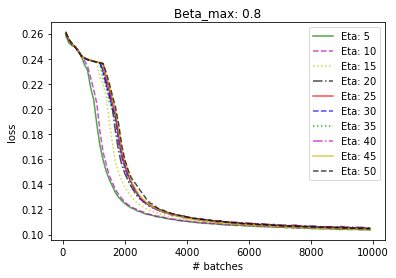 Beta_max: 0.8
loss
0.26
0.24
0.22
0.20
0.18
0.16
0.14
0.12
0.10
Eta: 5
Eta: 10
Eta: 15
Eta: 20
Eta: 25
Eta: 30
Eta: 35
Eta: 40
Eta: 45
Eta: 50
0 2000 4000 6000 8000 10000
# batches